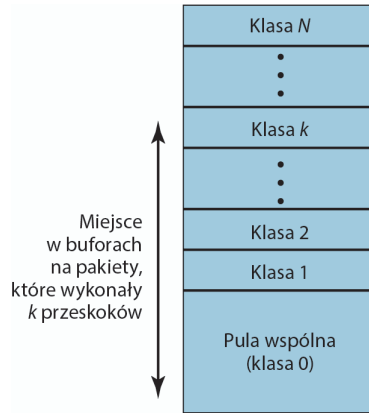 Klasa N
Klasa k
Miejsce
w buforach
na pakiety,
które wykonały
k przeskoków
Klasa 2
Klasa 1
Pula wspólna
(klasa 0)